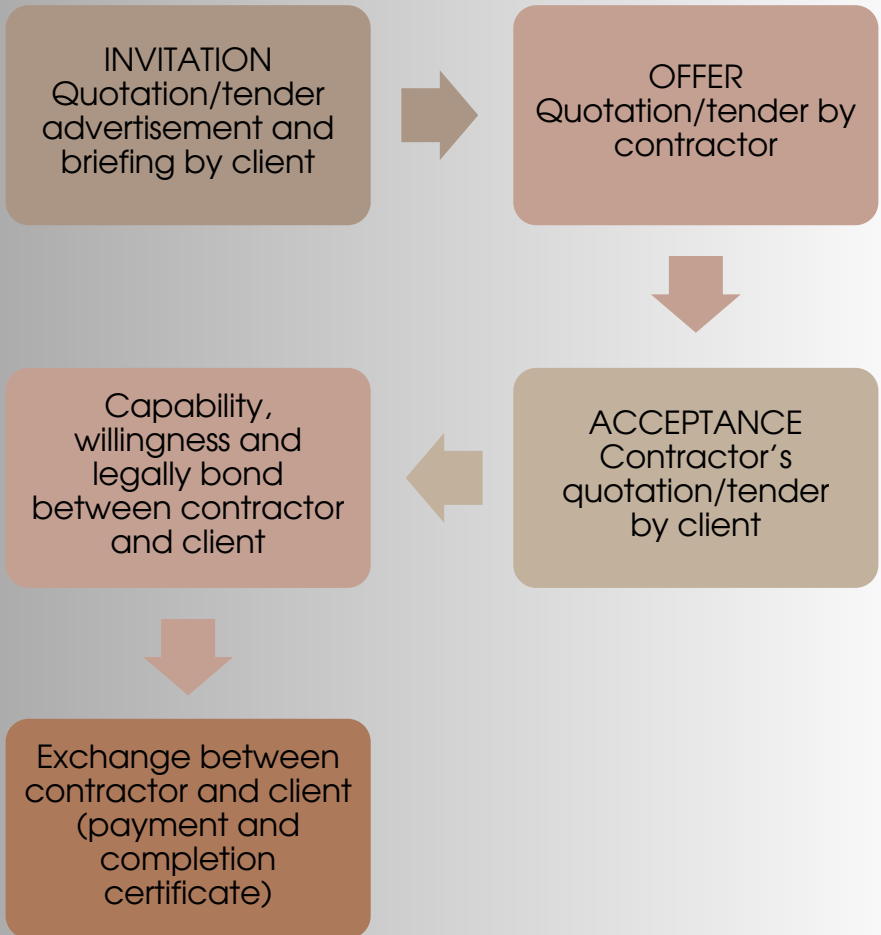 INVITATION
Quotation/tender
advertisement and
briefing by client
OFFER
Quotation/tender by
contractor
ACCEPTANCE
Contractor’s
quotation/tender
by client
Capability,
willingness and
legally bond
between contractor
and client
Exchange between
contractor and client
(payment and
completion
certificate)